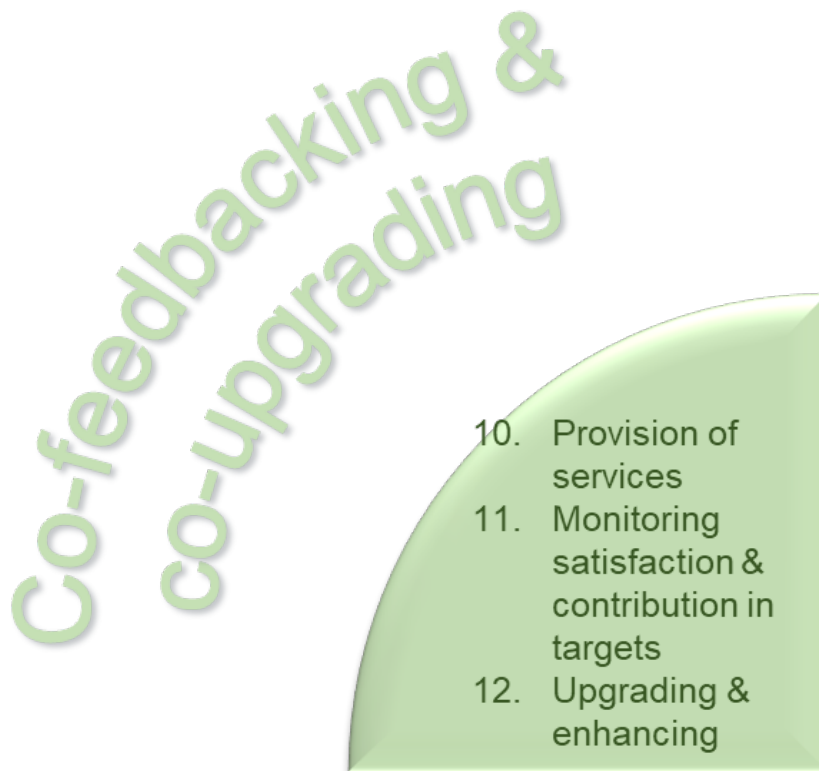 Co-feedbacking &
co-upgrading
10. Provision of
services
11. Monitoring
satisfaction &
contribution in
targets
12. Upgrading &
enhancing